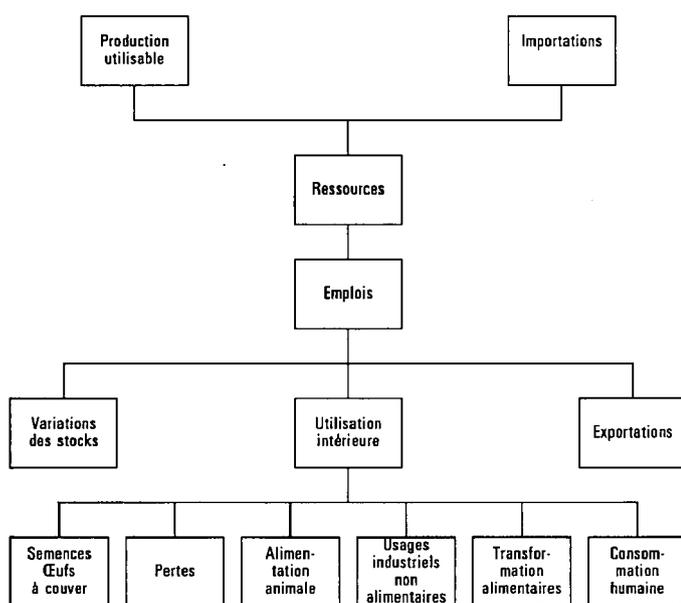 Production
utilisable
Importations
Ressources
Emplois
Variations
des stocks
Utilisation
intérieure
Exportations
Semences
Œufs
à couver
Pertes
Alimen-
tation
animale
Usages
industriels
non
alimentaires
Transfor-
mation
alimentaires
Consom-
mation
humaine